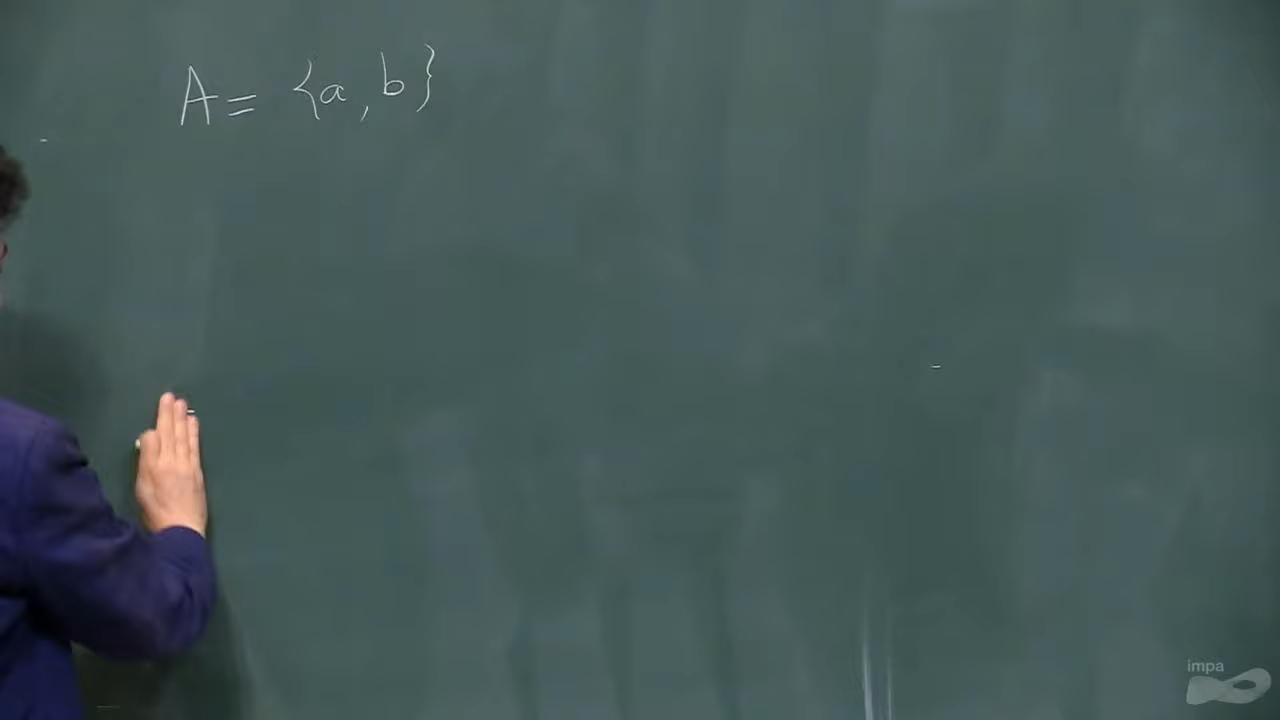 A = {a, b}
impa